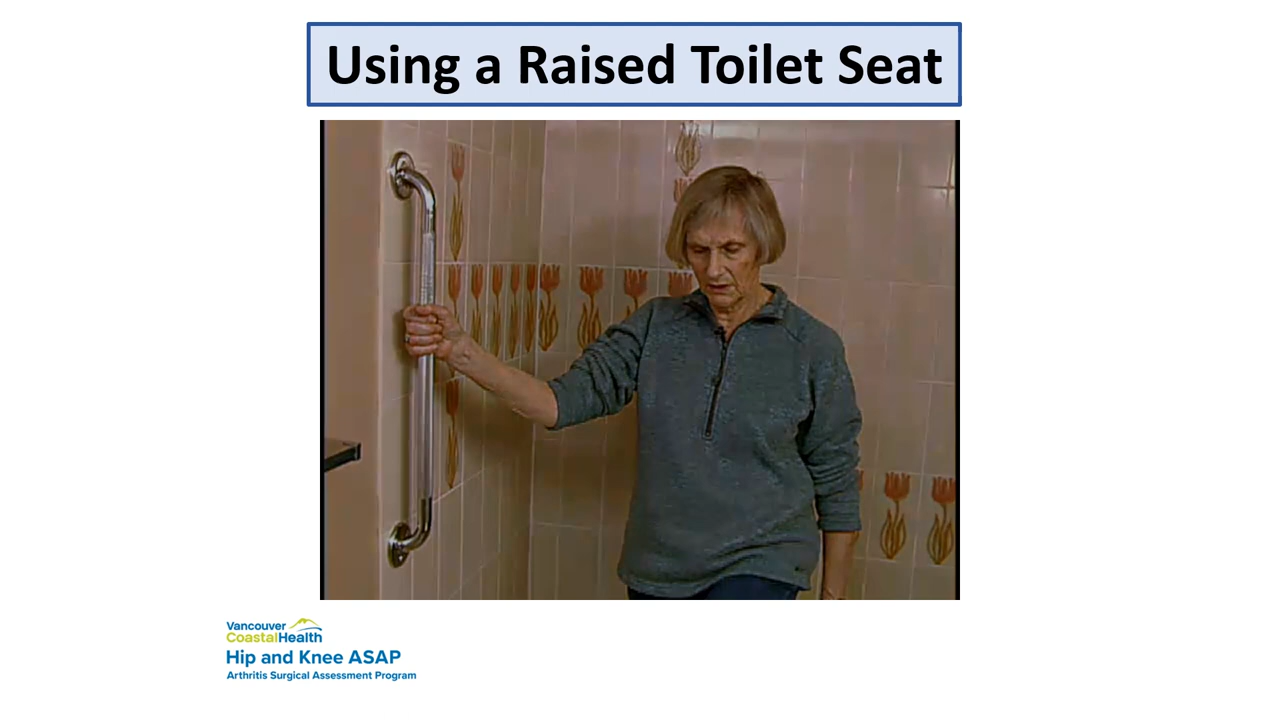 Using a Raised Toilet Seat
Vancouver
CoastalHealth
Hip and Knee ASAP
Arthritis Surgical Assessment Program